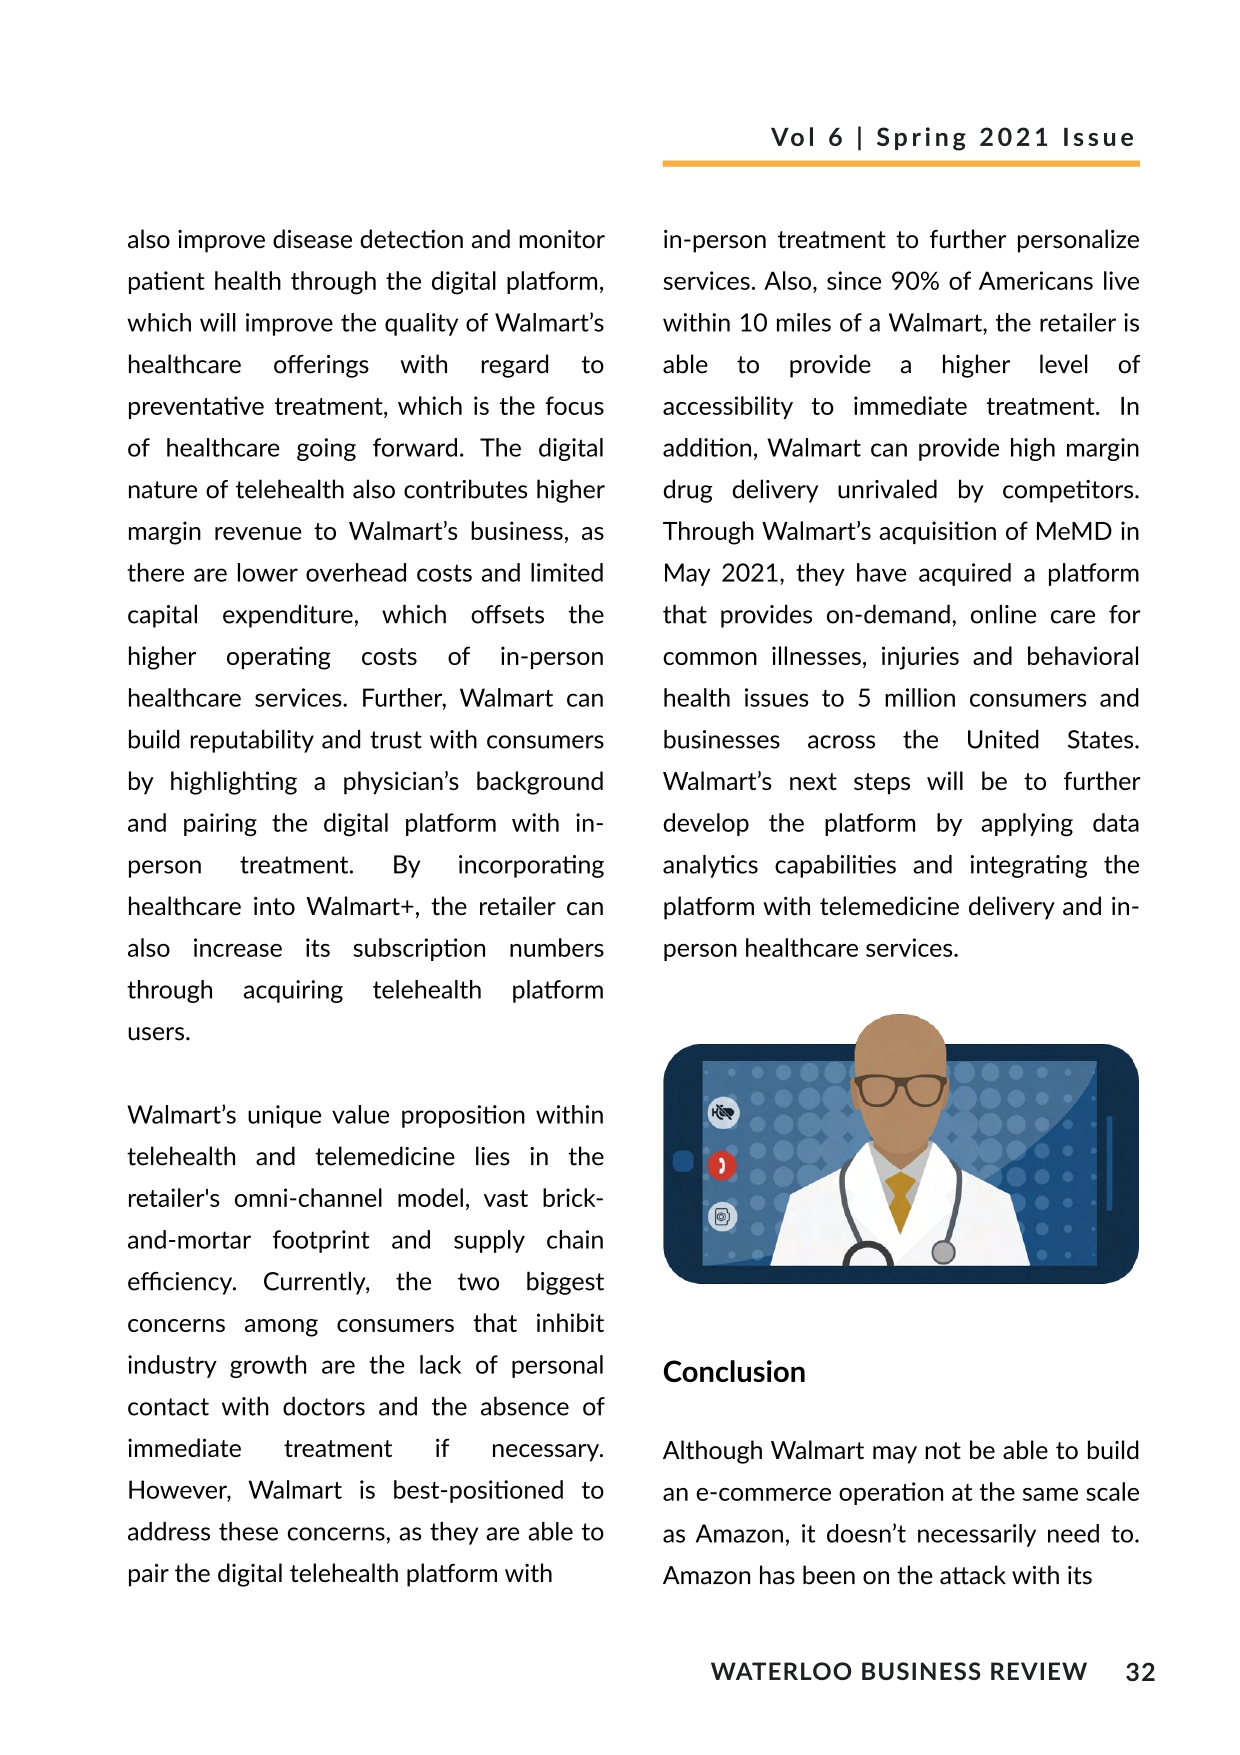 Vol 6 | Spring 2021 Issue
also improve disease detection and monitor
patient health through the digital platform,
which will improve the quality of Walmart’s
healthcare offerings with regard to
preventative treatment, which is the focus
of healthcare going forward. The digital
nature of telehealth also contributes higher
margin revenue to Walmart’s business, as
there are lower overhead costs and limited
capital expenditure, which offsets the
higher operating costs of in-person
healthcare services. Further, Walmart can
build reputability and trust with consumers
by highlighting a physician’s background
and pairing the digital platform with in-
person treatment. By incorporating
healthcare into Walmart+, the retailer can
also increase its subscription numbers
through acquiring telehealth platform
users.
Walmart’s unique value proposition within
telehealth and telemedicine lies in the
retailer's omni-channel model, vast brick-
and-mortar footprint and supply chain
efficiency. Currently, the two biggest
concerns among consumers that inhibit
industry growth are the lack of personal
contact with doctors and the absence of
immediate treatment if necessary.
However, Walmart is best-positioned to
address these concerns, as they are able to
pair the digital telehealth platform with
in-person treatment to further personalize
services. Also, since 90% of Americans live
within 10 miles of a Walmart, the retailer is
able to provide a higher level of
accessibility to immediate treatment. In
addition, Walmart can provide high margin
drug delivery unrivaled by competitors.
Through Walmart’s acquisition of MeMD in
May 2021, they have acquired a platform
that provides on-demand, online care for
common illnesses, injuries and behavioral
health issues to 5 million consumers and
businesses across the United States.
Walmart’s next steps will be to further
develop the platform by applying data
analytics capabilities and integrating the
platform with telemedicine delivery and in-
person healthcare services.
Conclusion
Although Walmart may not be able to build
an e-commerce operation at the same scale
as Amazon, it doesn’t necessarily need to.
Amazon has been on the attack with its
WATERLOO BUSINESS REVIEW 32